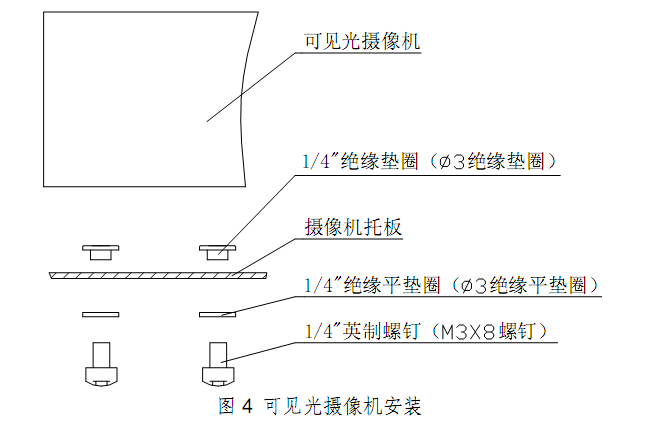 可见光摄像机
1/4"绝缘垫圈（ø3绝缘垫圈）
摄像机托板
1/4"绝缘平垫圈（ø3绝缘平垫圈）
1/4"英制螺钉（M3X8螺钉）
图 4 可见光摄像机安装